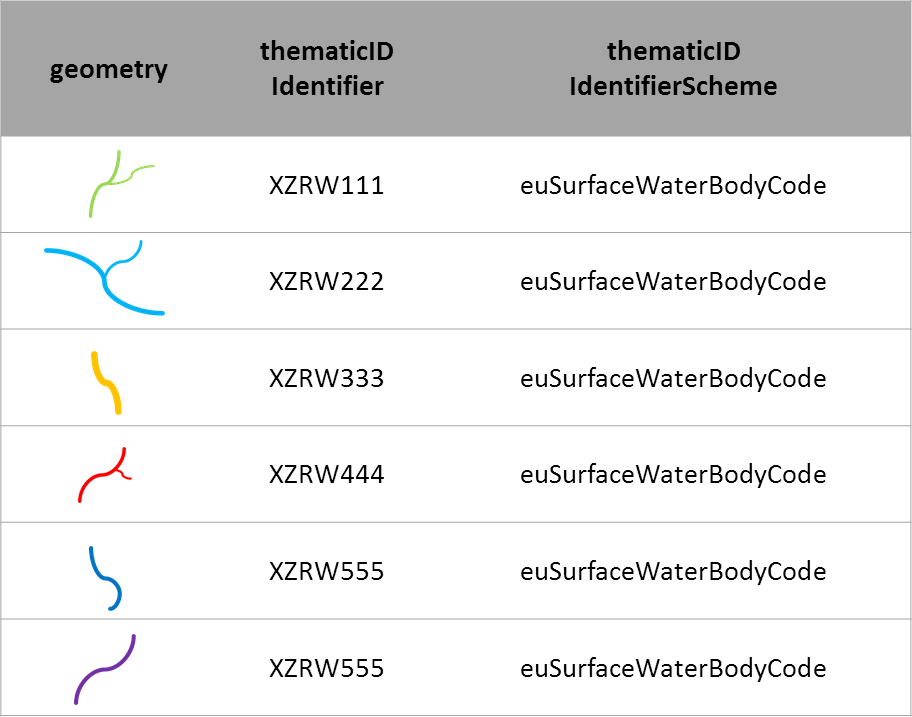 geometry
thematicID
Identifier
thematicID
IdentifierScheme
XZRW111 euSurfaceWaterBodyCode
XZRW222 euSurfaceWaterBodyCode
XZRW333 euSurfaceWaterBodyCode
XZRW444 euSurfaceWaterBodyCode
XZRW555 euSurfaceWaterBodyCode
XZRW555 euSurfaceWaterBodyCode